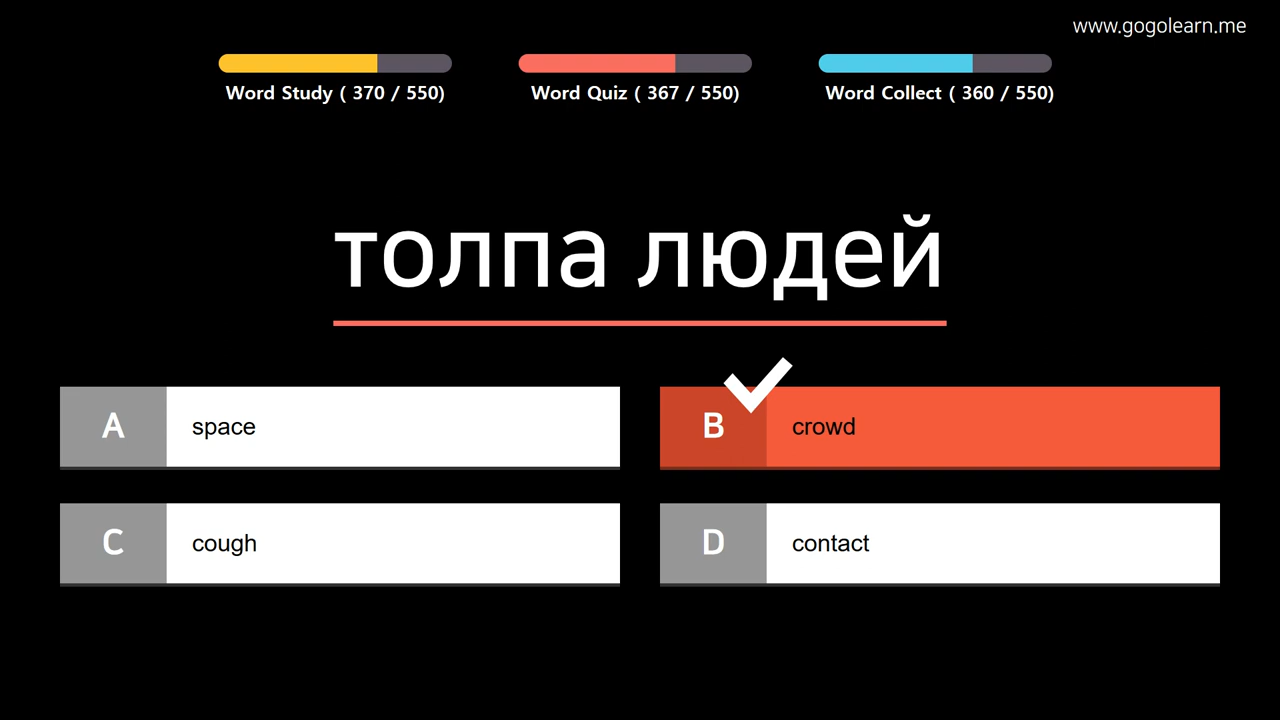 www.gogolearn.me
Word Study ( 370 / 550)
Word Quiz ( 367 / 550)
Word Collect ( 360 / 550)
толпа людей
A space
B crowd
C cough
D contact